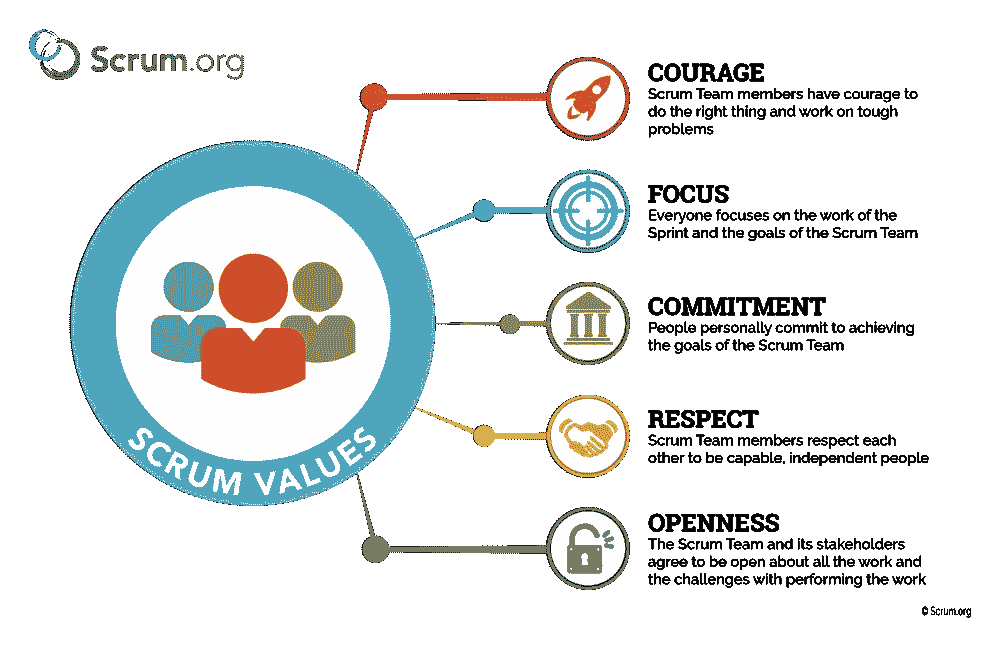 Scrum.org
COURAGE
Scrum Team members have courage to
do the right thing and work on tough
problems
FOCUS
Everyone focuses on the work of the
Sprint and the goals of the Scrum Team
COMMITMENT
People personally commit to achieving
the goals of the Scrum Team
RESPECT
Scrum Team members respect each
other to be capable, independent people
OPENNESS
The Scrum Team and its stakeholders
agree to be open about all the work and
the challenges with performing the work
SCRUM VALUES
© Scrum.org